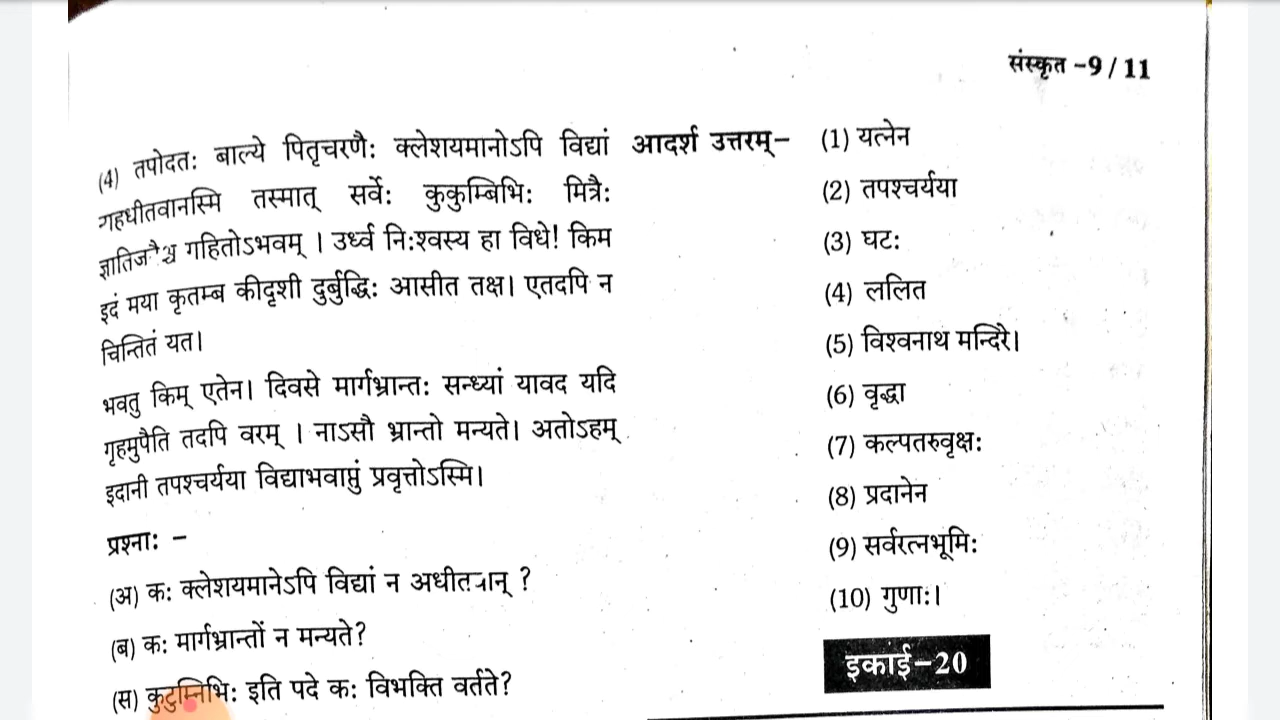 संस्कृत -9 / 11
(4) तपोदतः बाल्ये पितृचरणैः क्लेशयमानोऽपि विद्यां
गहधीतवानस्मि तस्मात् सर्वेः कुकुम्बिभिः मित्रैः
गहितोऽभवम् । उर्ध्व निःश्वस्य हा विधे! किम
इदं मया कृतम्ब कीदृशी दुर्बुद्धिः आसीत तक्ष। एतदपि न
चिन्तितं यत।
भवतु किम् एतेन। दिवसे मार्गभ्रान्तः सन्ध्यां यावद यदि
गृहमुपैति तदपि वरम् । नाऽसौ भ्रान्तो मन्यते। अतोऽहम्
इदानी तपश्चर्यया विद्याभवाप्तुं प्रवृत्तोऽस्मि।
प्रश्नाः -
(अ) कः क्लेशयमानेऽपि विद्यां न ?
(ब) कः मार्गभ्रान्तों न मन्यते?
(स) कुटुम्निभिः इति पदे कः विभक्ति वर्तते?
आदर्श उत्तरम्– (1) यत्नेन
(2) तपश्चर्यया
(3) घटः
(4) ललित
(5) विश्वनाथ मन्दिरे।
(6) वृद्धा
(7) कल्पतरुवृक्षः
(8) प्रदानेन
(9) सर्वरत्नभूमिः
(10) गुणाः।
इकाई–20